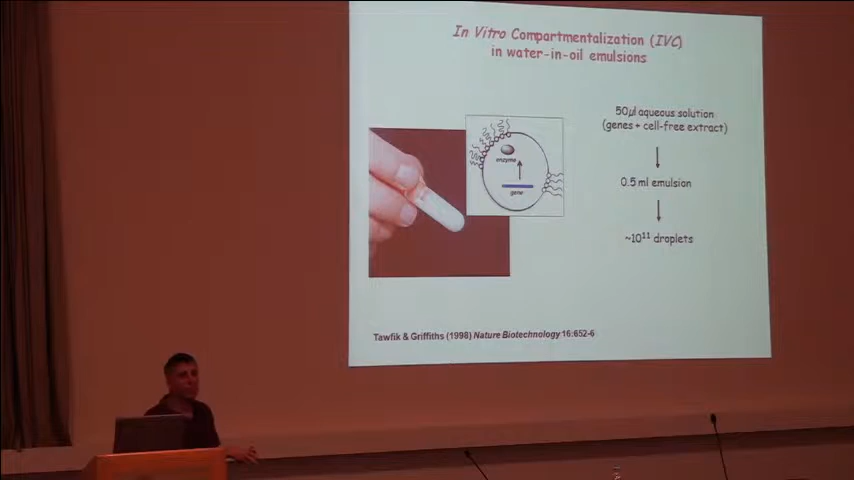 In Vitro Compartmentalization (IVC)
in water-in-oil emulsions
50µl aqueous solution
(genes + cell-free extract)
0.5 ml emulsion
~10¹¹ droplets
enzyme
gene
Tawfik & Griffiths (1998) Nature Biotechnology 16:652-6